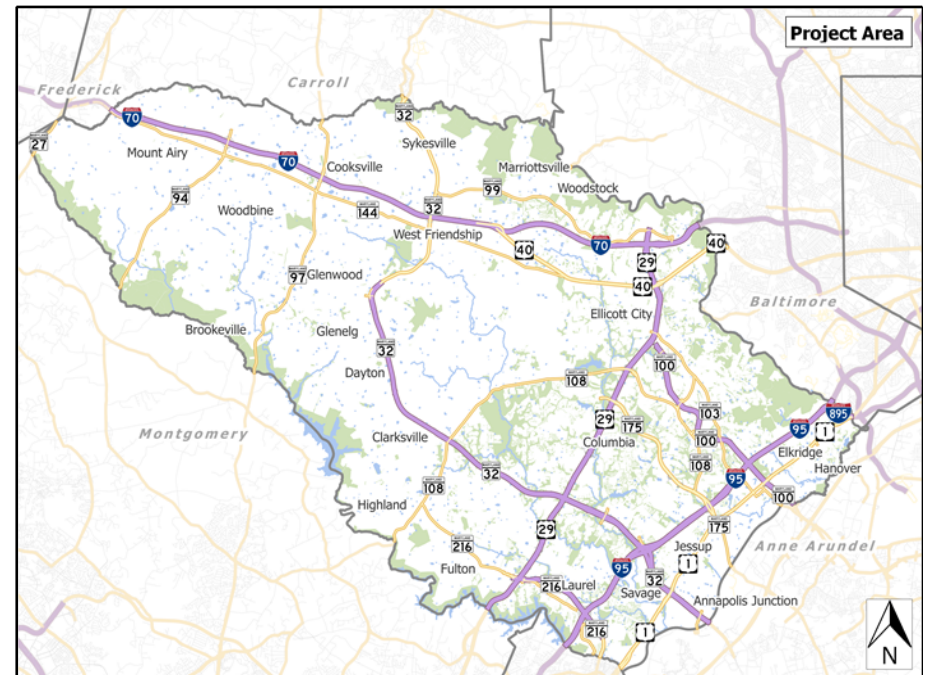 Project Area
Frederick
Carroll
70
32
27
Mount Airy
70
Cooksville
Sykesville
Marriottsville
99
Woodstock
94
Woodbine
144
32
West Friendship
40
70
29
40
40
97
Glenwood
Baltimore
Ellicott City
Brookeville
Glenelg
32
100
Dayton
108
29
175
103
895
95
1
Montgomery
Clarksville
Columbia
100
Elkridge
32
108
95
Hanover
108
100
Highland
29
175
216
Jessup
Anne Arundel
Fulton
95
1
216
Laurel
32
Savage
Annapolis Junction
216
1
N